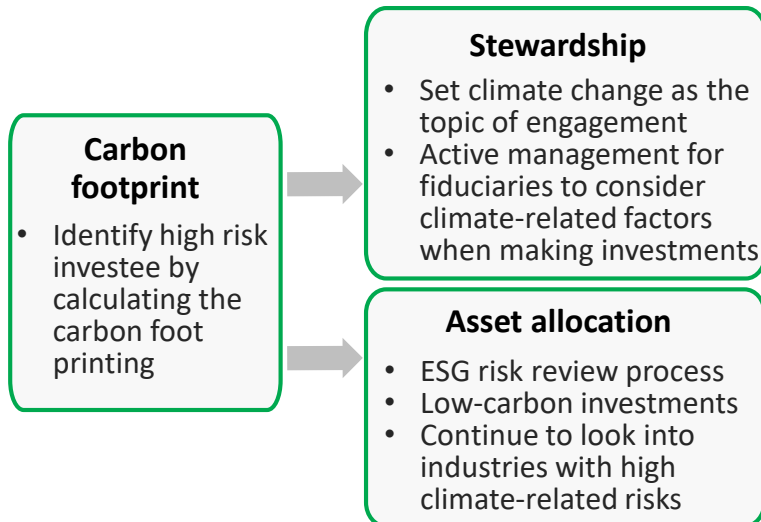 Carbon
footprint
• Identify high risk
investee by
calculating the
carbon foot
printing
Stewardship
• Set climate change as the
topic of engagement
• Active management for
fiduciaries to consider
climate-related factors
when making investments
Asset allocation
• ESG risk review process
• Low-carbon investments
• Continue to look into
industries with high
climate-related risks